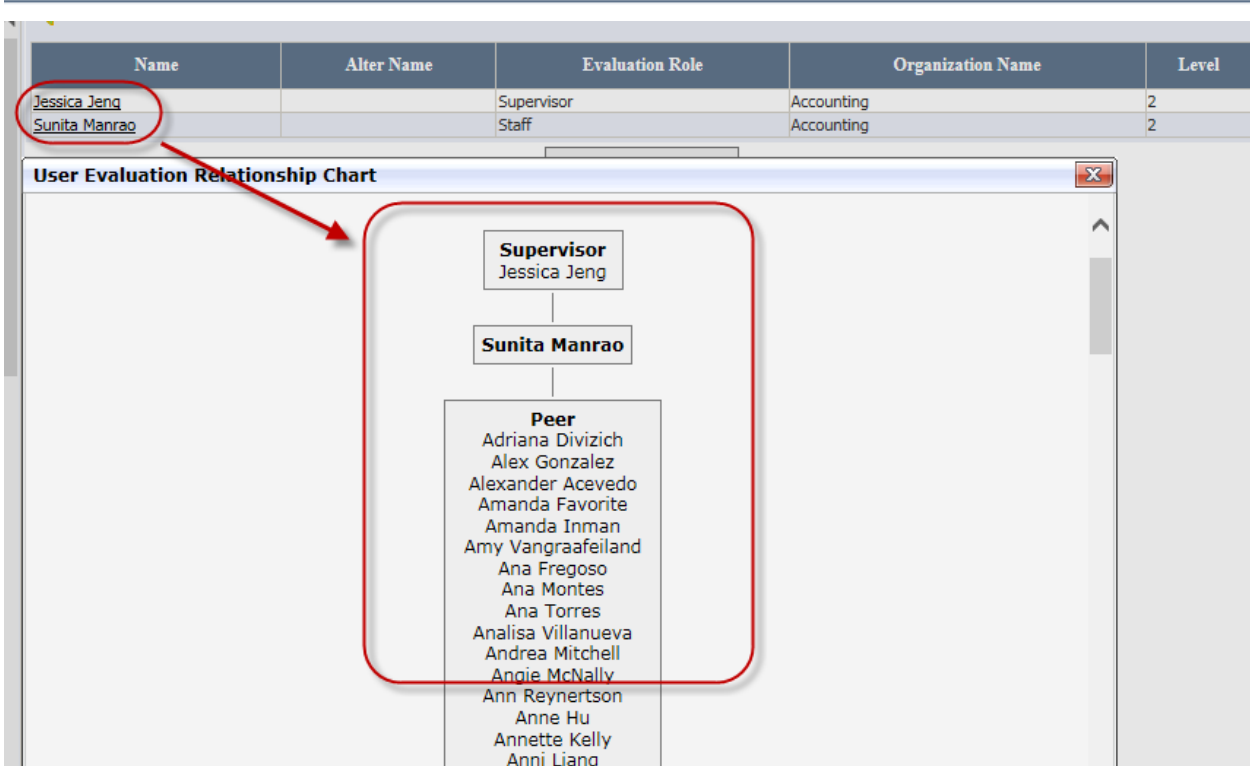 Name Alter Name Evaluation Role Organization Name Level
Jessica Jeng Supervisor Accounting 2
Sunita Manrao Staff Accounting 2
User Evaluation Relationship Chart
Supervisor
Jessica Jeng
Sunita Manrao
Peer
Adriana Divizich
Alex Gonzalez
Alexander Acevedo
Amanda Favorite
Amanda Inman
Amy Vangraafeiland
Ana Fregoso
Ana Montes
Ana Torres
Analisa Villanueva
Andrea Mitchell
Angie McNally
Ann Reynertson
Anne Hu
Annette Kelly
Anni Liang